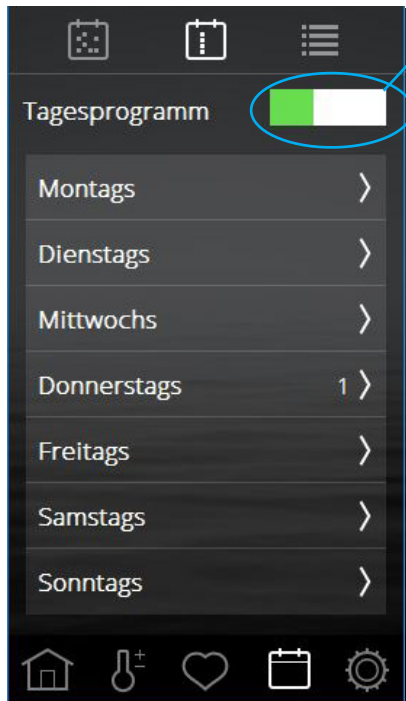 Tagesprogramm
Montags
Dienstags
Mittwochs
Donnerstags 1
Freitags
Samstags
Sonntags